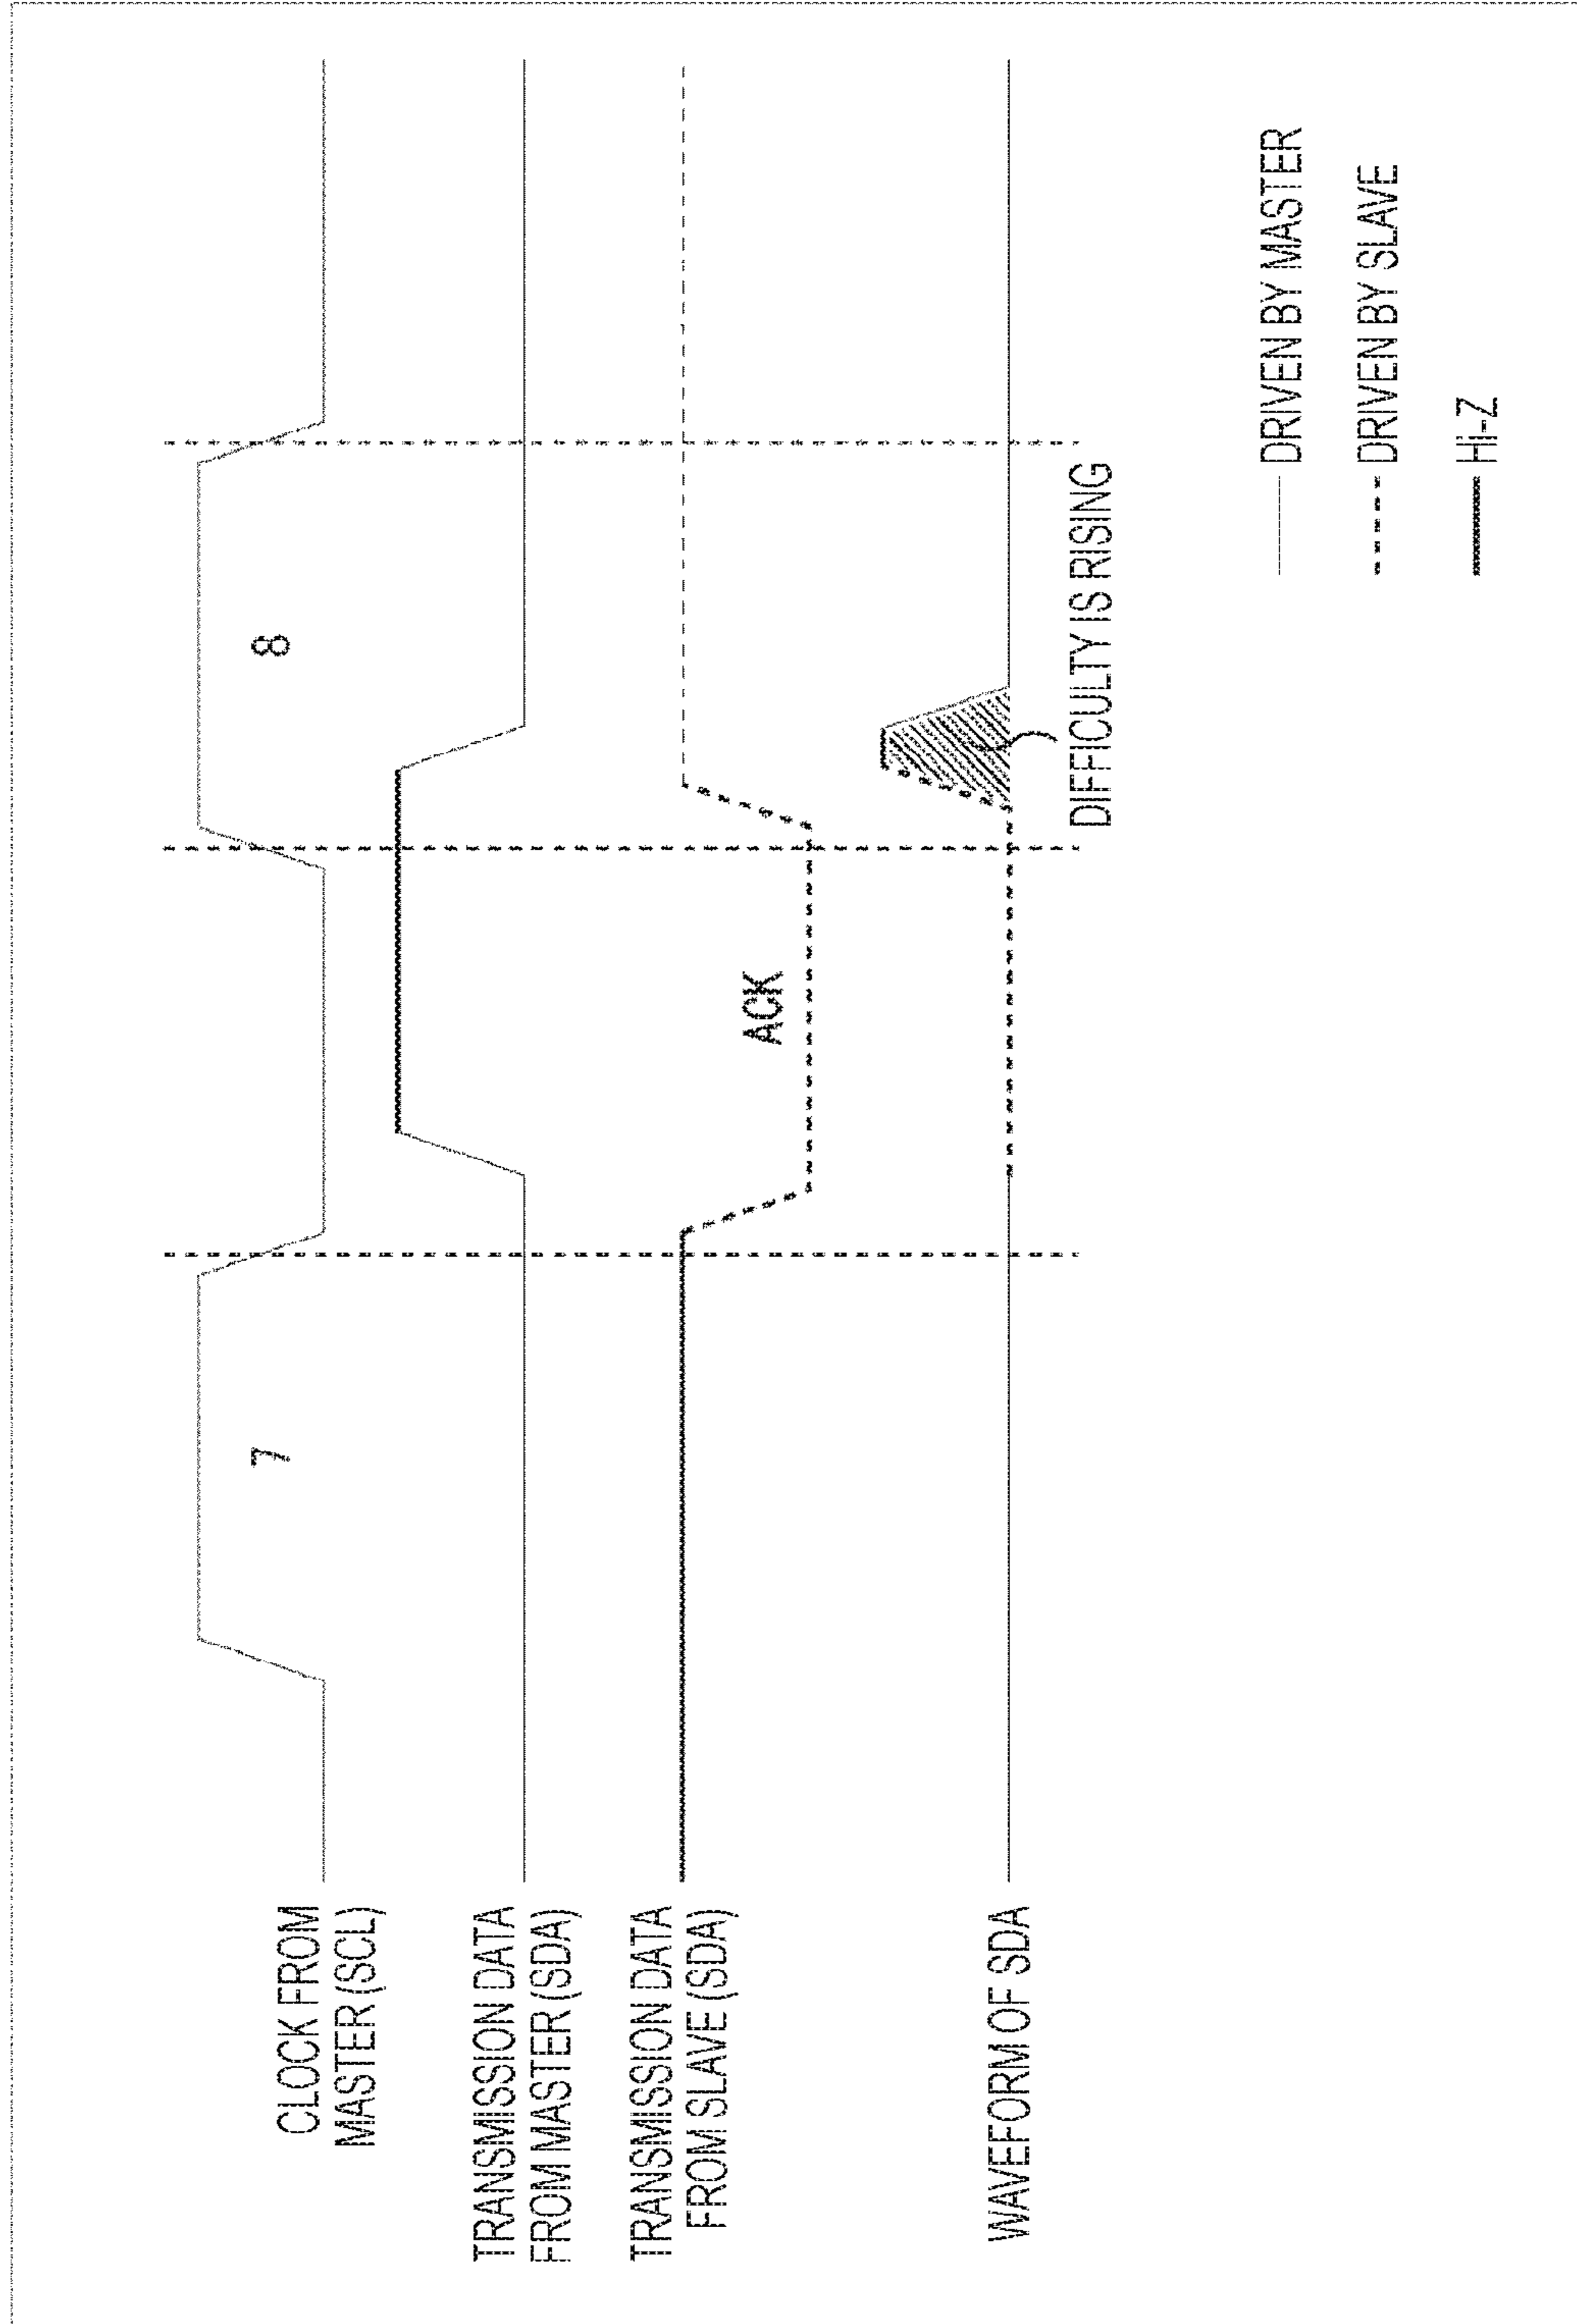 CLOCK FROM
MASTER (SCL)
7
8
TRANSMISSION DATA
FROM MASTER (SDA)
TRANSMISSION DATA
FROM SLAVE (SDA)
ACK
WAVEFORM OF SDA
DIFFICULTY IS RISING
DRIVEN BY MASTER
DRIVEN BY SLAVE
Hi-Z